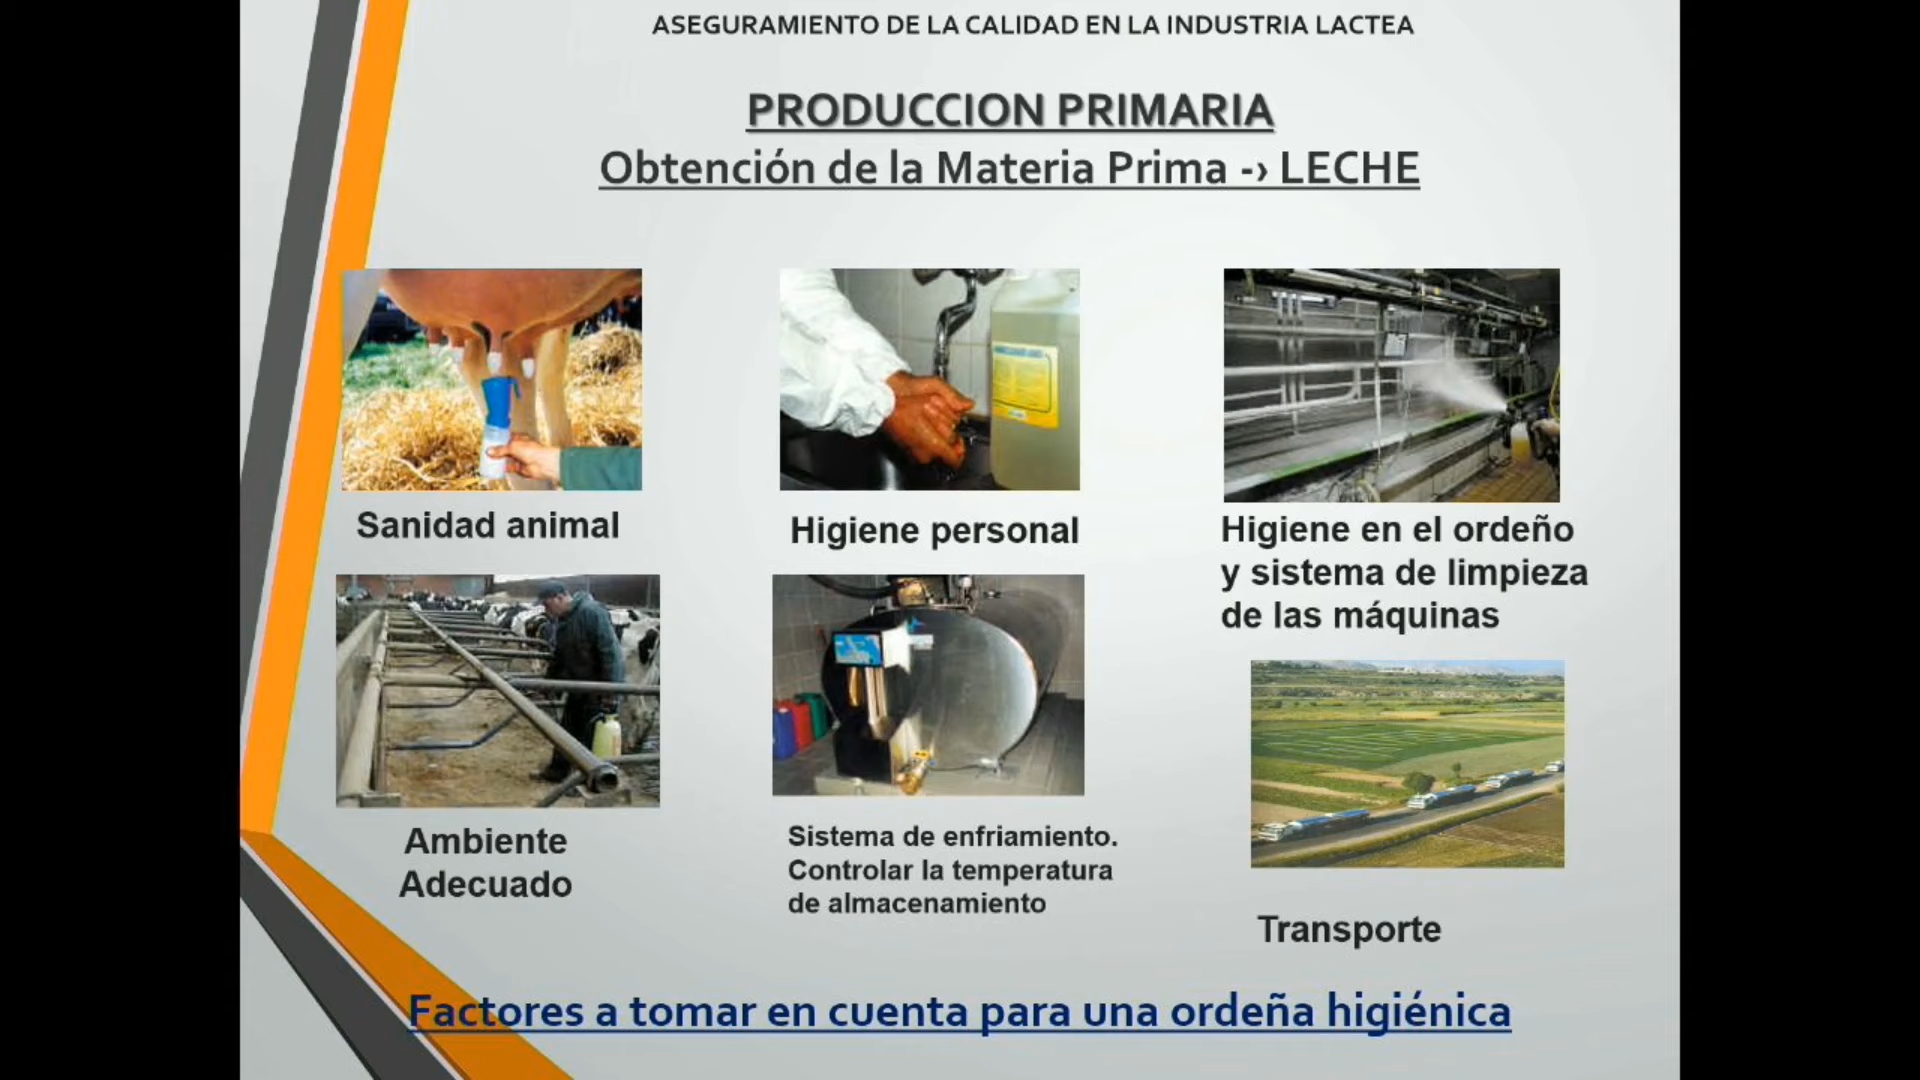 ASEGURAMIENTO DE LA CALIDAD EN LA INDUSTRIA LACTEA
PRODUCCION PRIMARIA
Obtención de la Materia Prima -› LECHE
Sanidad animal
Higiene personal
Higiene en el ordeño
y sistema de limpieza
de las máquinas
Ambiente
Adecuado
Sistema de enfriamiento.
Controlar la temperatura
de almacenamiento
Transporte
Factores a tomar en cuenta para una ordeña higiénica